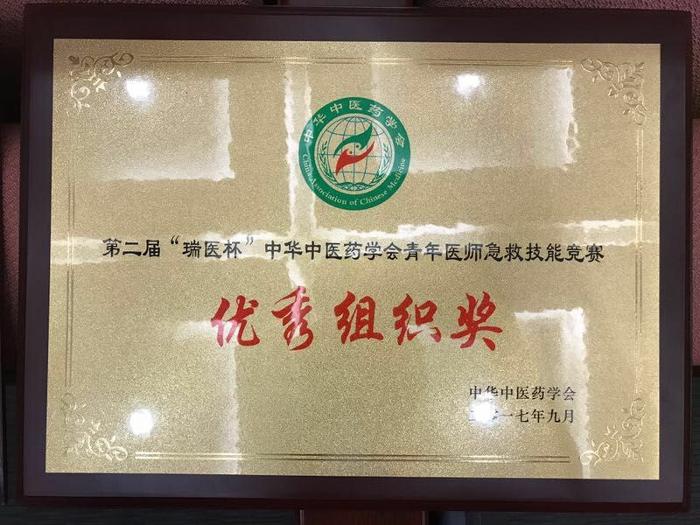 中华中医药学会
China Association of Chinese Medicine
第二届“瑞医杯”中华中医药学会青年医师急救技能竞赛
优秀组织奖
中华中医药学会
二零一七年九月